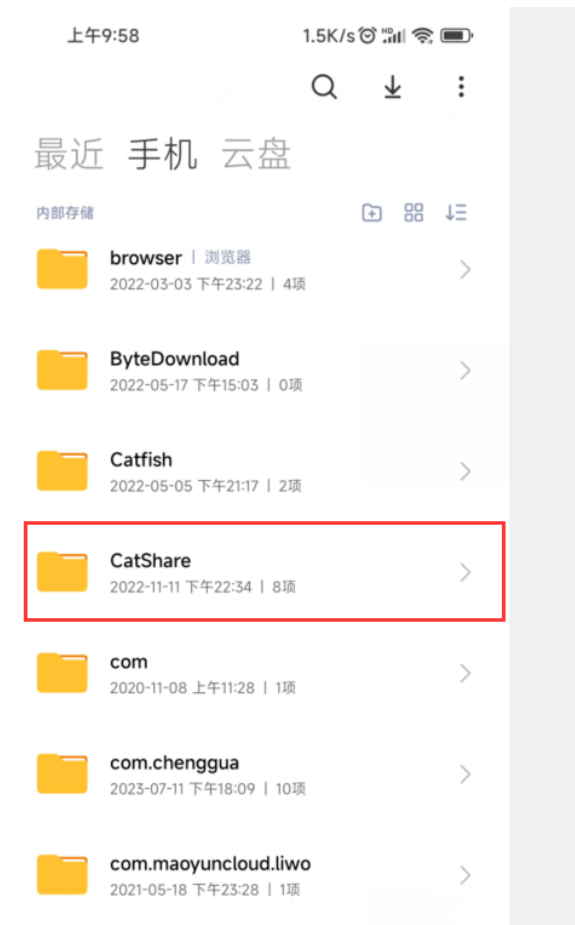 上午9:58 1.5K/s HD
最近 手机 云盘
内部存储
browser | 浏览器
2022-03-03 下午23:22 | 4项
ByteDownload
2022-05-17 下午15:03 | 0项
Catfish
2022-05-05 下午21:17 | 2项
CatShare
2022-11-11 下午22:34 | 8项
com
2020-11-08 上午11:28 | 1项
com.chenggua
2023-07-11 下午18:09 | 10项
com.maoyuncloud.liwo
2021-05-18 下午23:28 | 1项